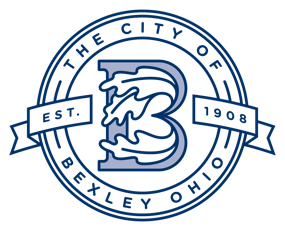 THE CITY OF
EST.
B
1908
BEXLEY OHIO